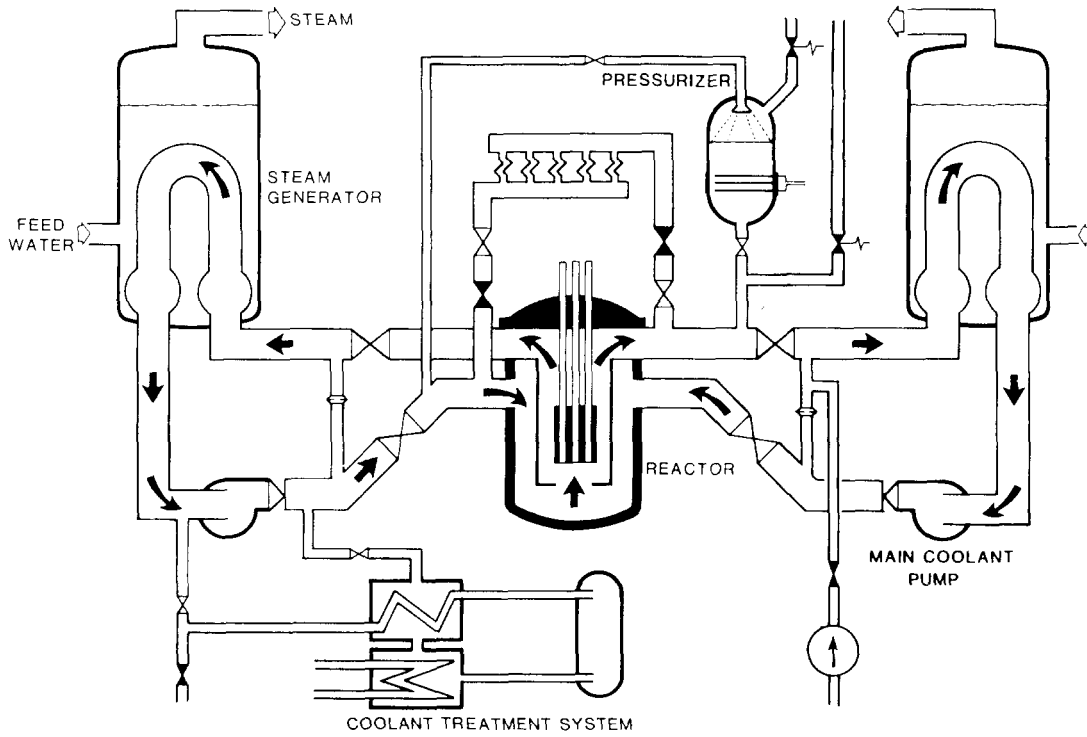 STEAM
PRESSURIZER
STEAM
GENERATOR
FEED
WATER
REACTOR
MAIN COOLANT
PUMP
COOLANT TREATMENT SYSTEM